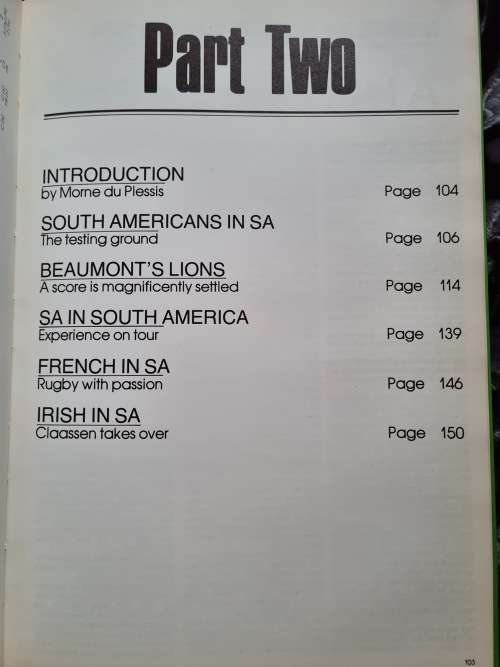 Part Two
INTRODUCTION
by Morne du Plessis Page 104
SOUTH AMERICANS IN SA
The testing ground Page 106
BEAUMONT'S LIONS
A score is magnificently settled Page 114
SA IN SOUTH AMERICA
Experience on tour Page 139
FRENCH IN SA
Rugby with passion Page 146
IRISH IN SA
Claassen takes over Page 150
103